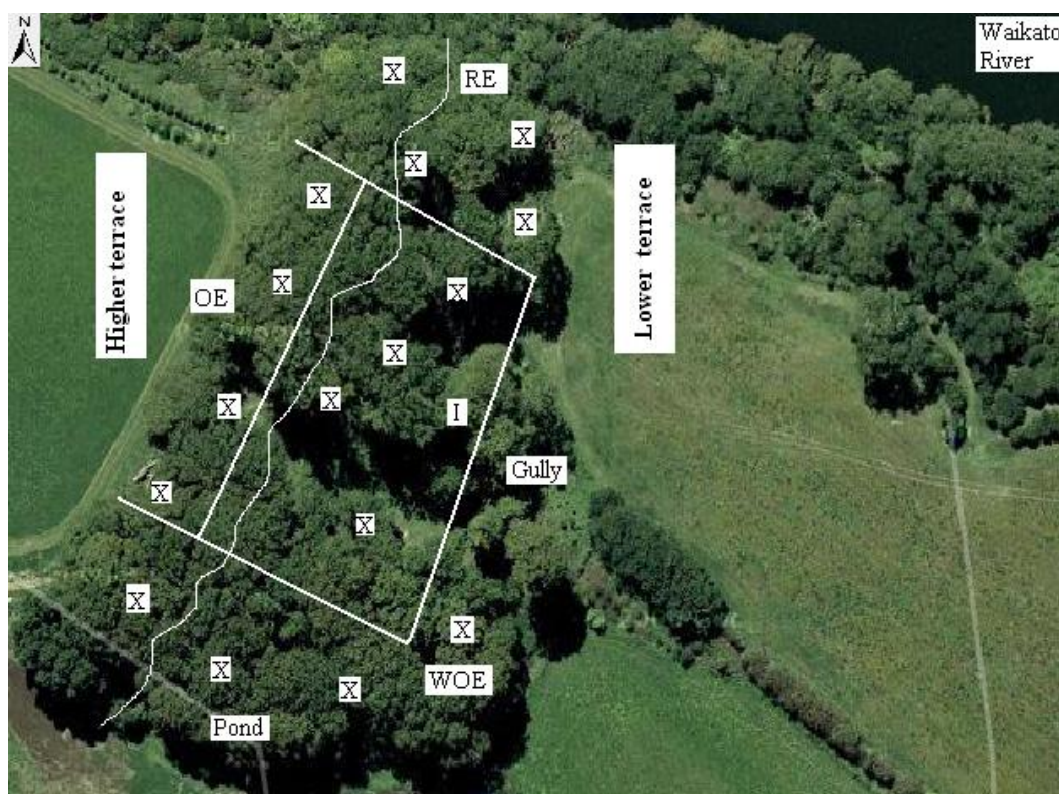 N
Waikato
River
X
RE
X
X
X
X
Higher terrace
Lower terrace
X
X
OE
X
X
X
I
Gully
X
X
X
X
X
WOE
X
Pond